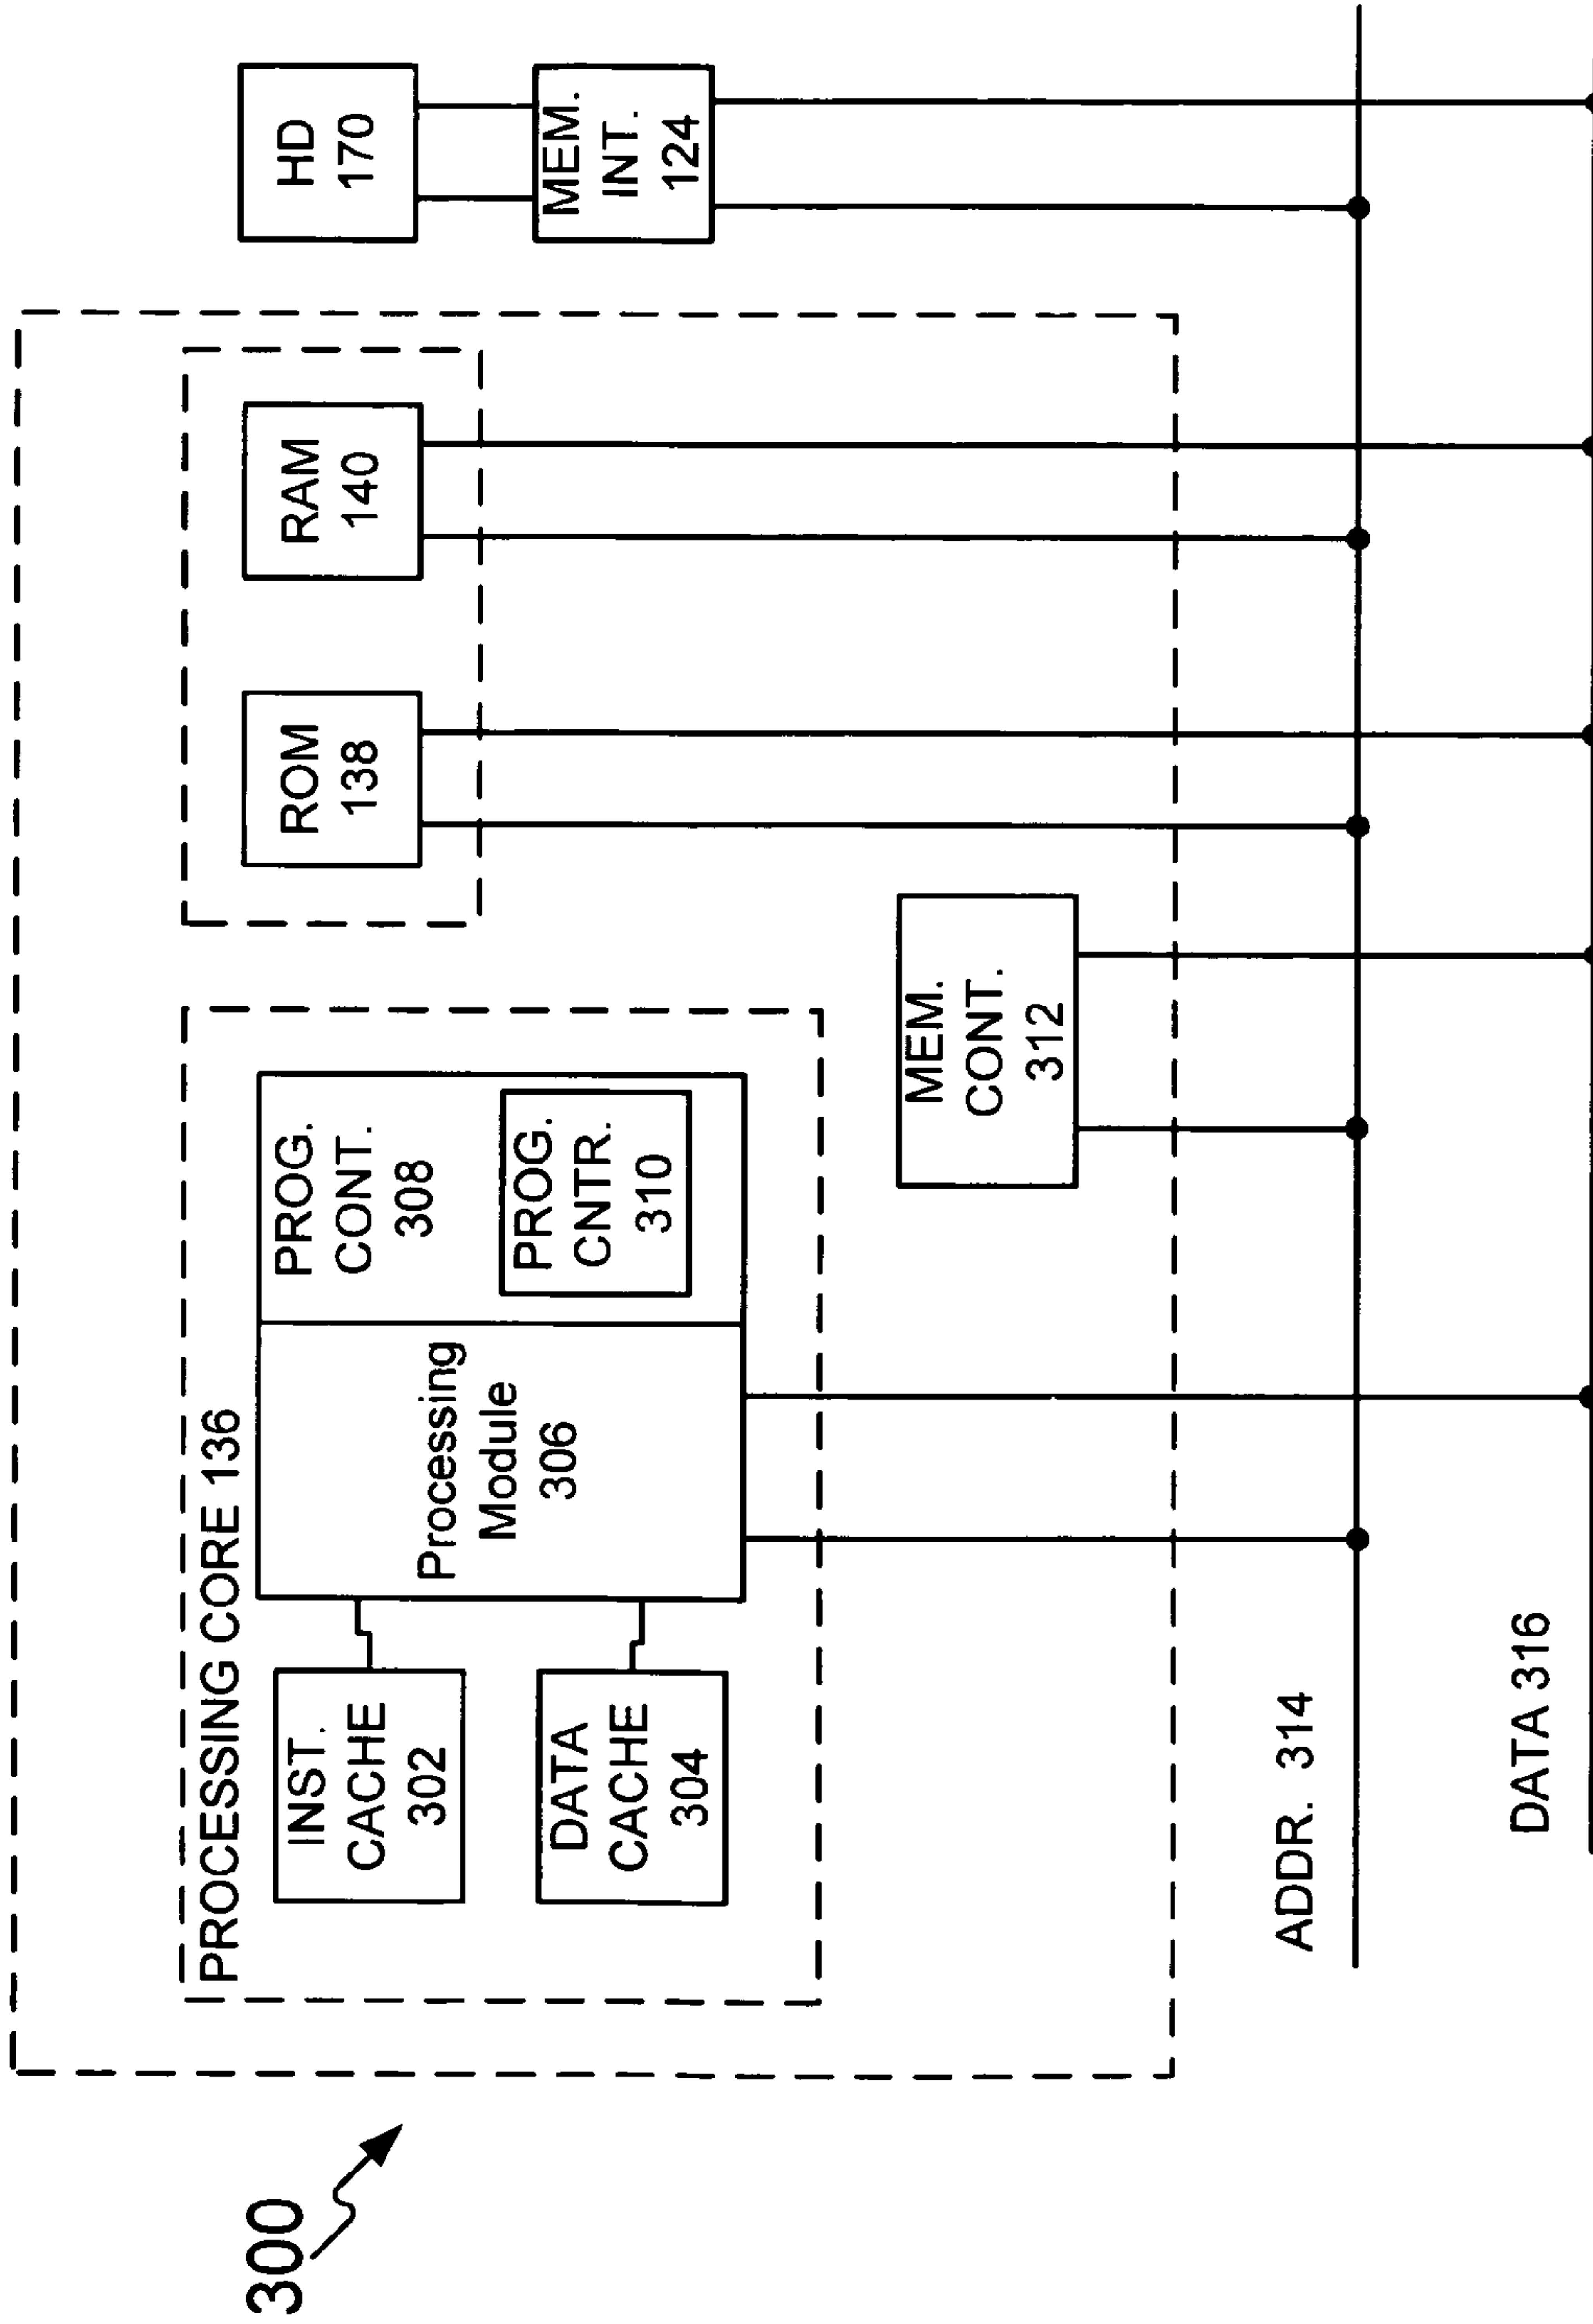 300
PROCESSING CORE 136
INST.
CACHE
302
DATA
CACHE
304
Processing
Module
306
PROG.
CONT.
308
PROG.
CNTR.
310
MEM.
CONT.
312
ROM
138
RAM
140
HD
170
MEM.
INT.
124
ADDR. 314
DATA 316